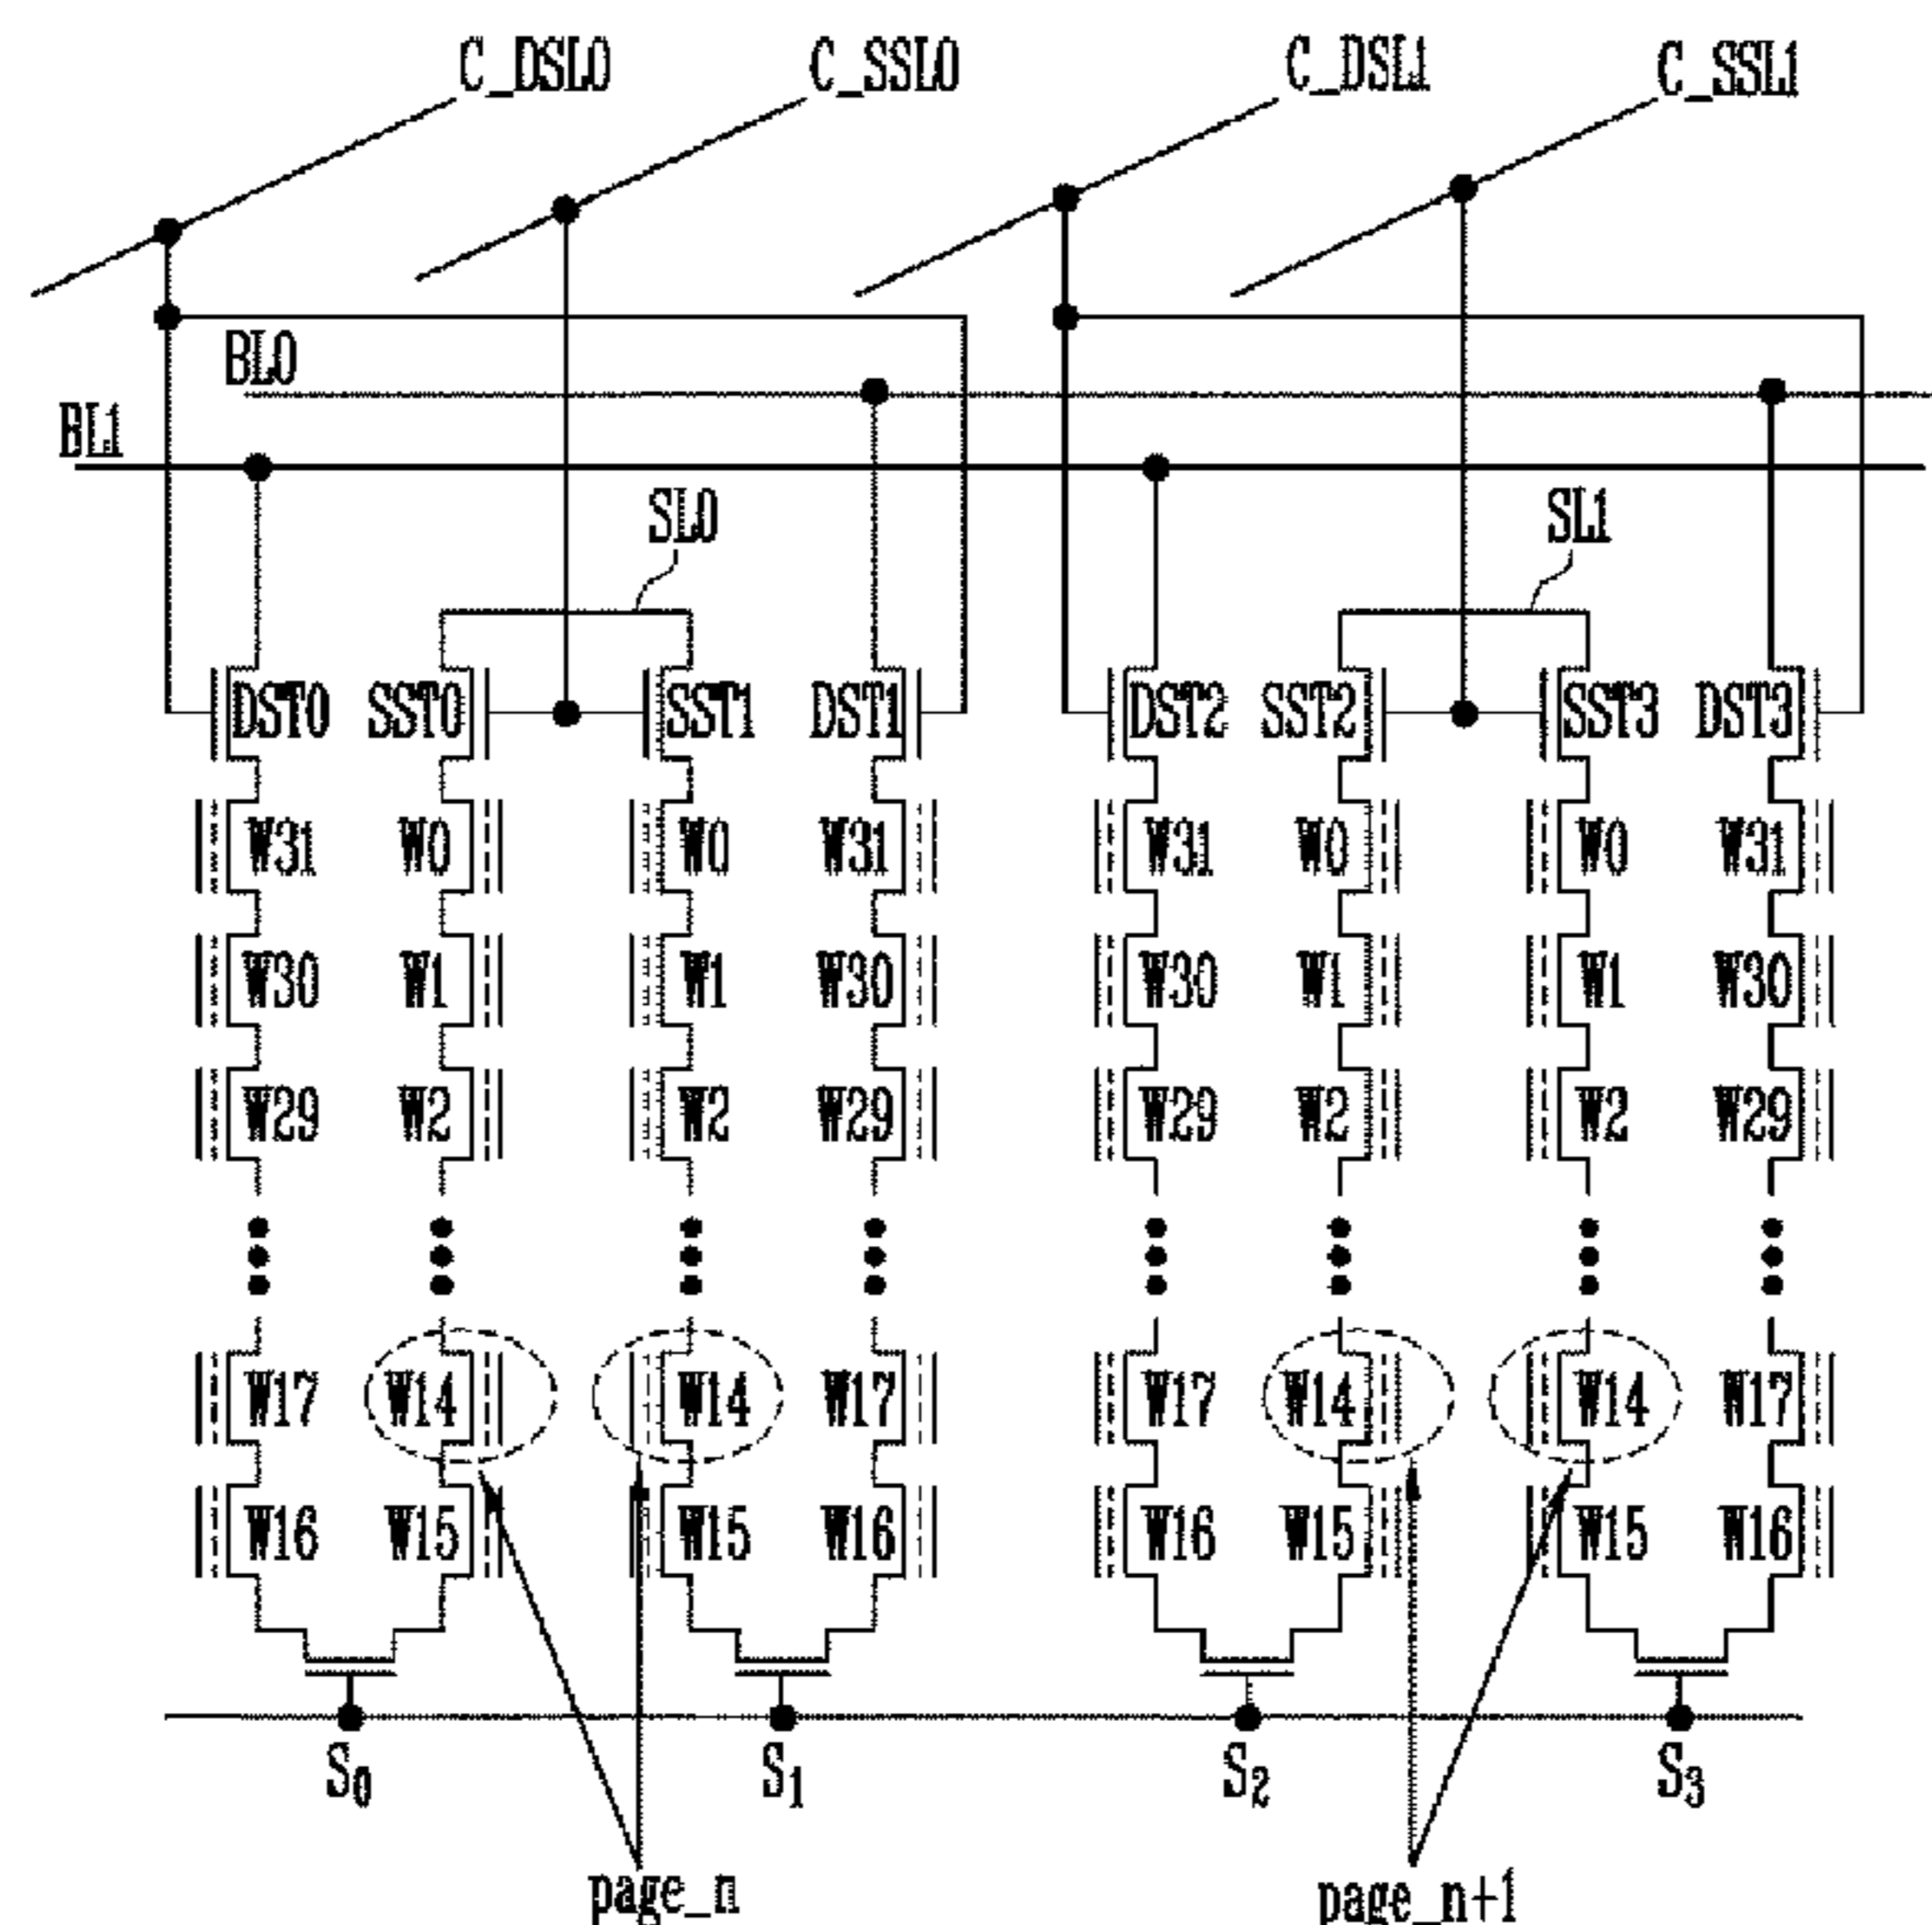 C_DSL0 C_SSL0 C_DSL1 C_SSL1
BL0
BL1
SL0 SL1
DST0 SST0 SST1 DST1 DST2 SST2 SST3 DST3
W31 W0 W0 W31 W31 W0 W0 W31
W30 W1 W1 W30 W30 W1 W1 W30
W29 W2 W2 W29 W29 W2 W2 W29
W17 W14 W14 W17 W17 W14 W14 W17
W16 W15 W15 W16 W16 W15 W15 W16
S0 S1 S2 S3
page_n page_n+1